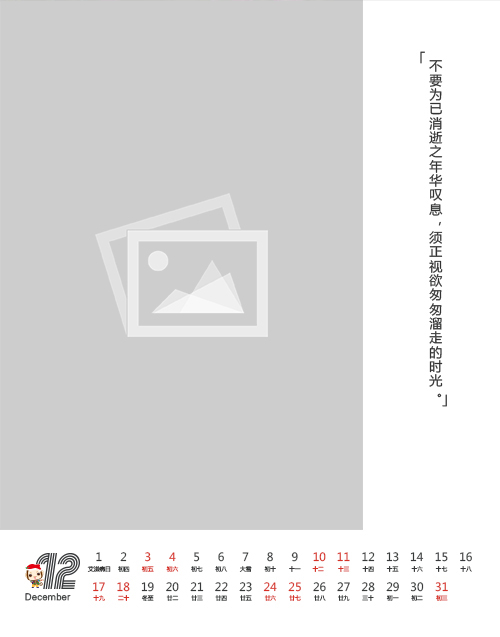 「不要为已消逝之年华叹息，须正视欲匆匆溜走的时光。」
12
December
1 2 3 4 5 6 7 8 9 10 11 12 13 14 15 16
艾滋病日 初四 初五 初六 初七 初八 大雪 初十 十一 十二 十三 十四 十五 十六 十七 十八
17 18 19 20 21 22 23 24 25 26 27 28 29 30 31
十九 二十 冬至 廿二 廿三 廿四 廿五 廿六 廿七 廿八 廿九 三十 初一 初二 初三